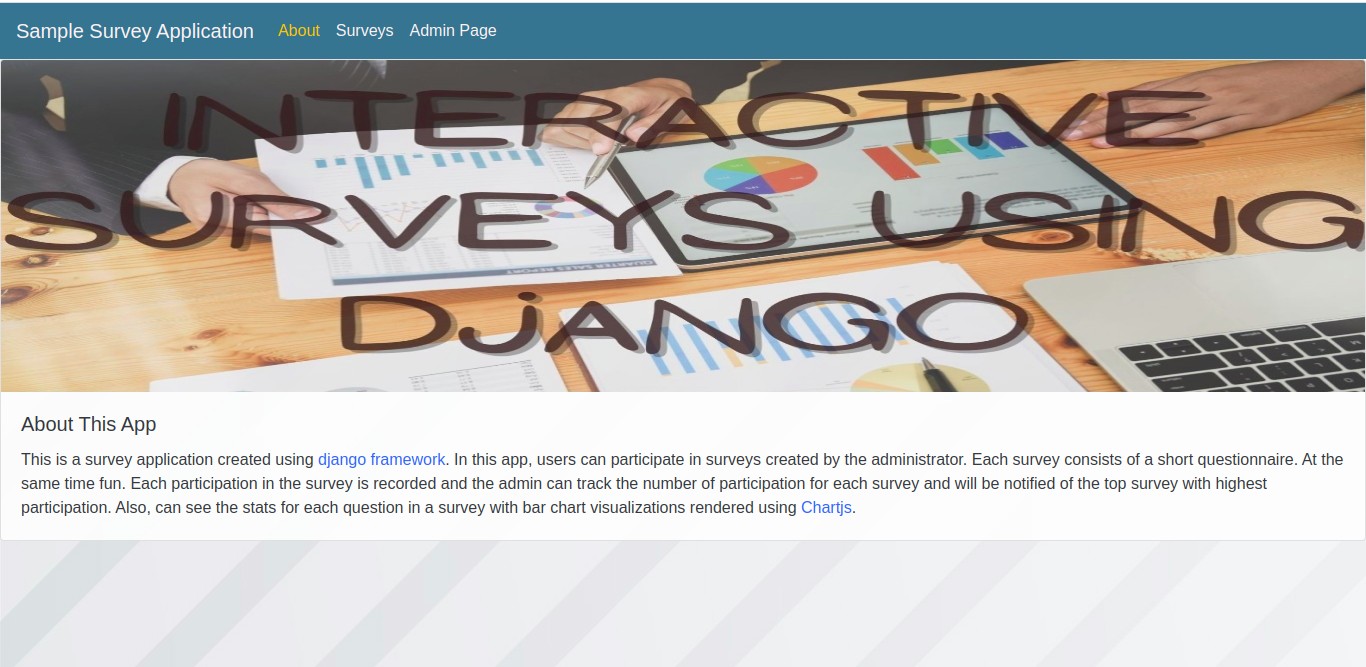 Sample Survey Application About Surveys Admin Page
INTERACTIVE
SURVEYS USING
DjANGO
QUARTER SALES REPORT
About This App
This is a survey application created using django framework. In this app, users can participate in surveys created by the administrator. Each survey consists of a short questionnaire. At the
same time fun. Each participation in the survey is recorded and the admin can track the number of participation for each survey and will be notified of the top survey with highest
participation. Also, can see the stats for each question in a survey with bar chart visualizations rendered using Chartjs.